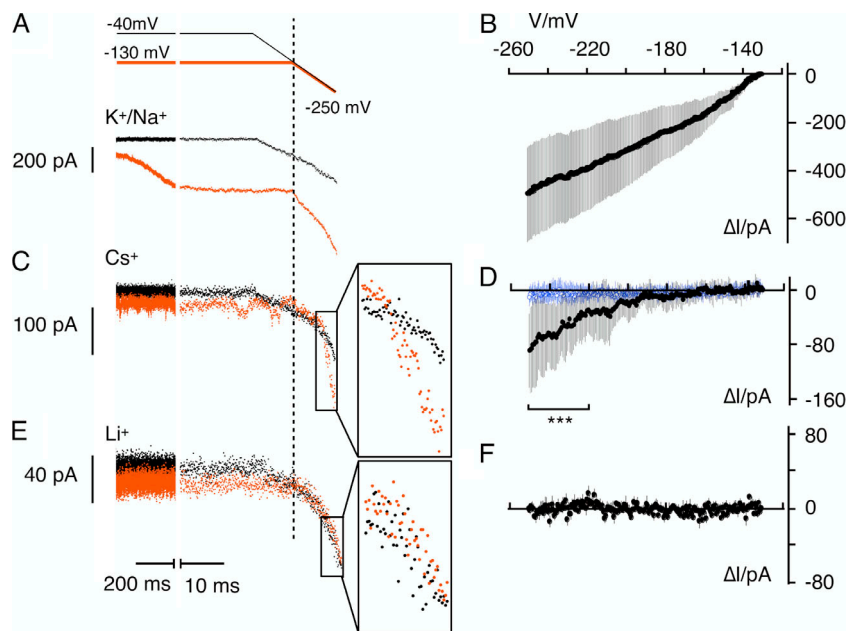 A
-40mV
-130 mV
-250 mV
K⁺/Na⁺
200 pA
B
V/mV
-260 -220 -180 -140
0
-200
-400
-600
ΔI/pA
C
Cs⁺
100 pA
D
0
-80
-160
ΔI/pA
***
E
Li⁺
40 pA
200 ms 10 ms
F
80
0
-80
ΔI/pA